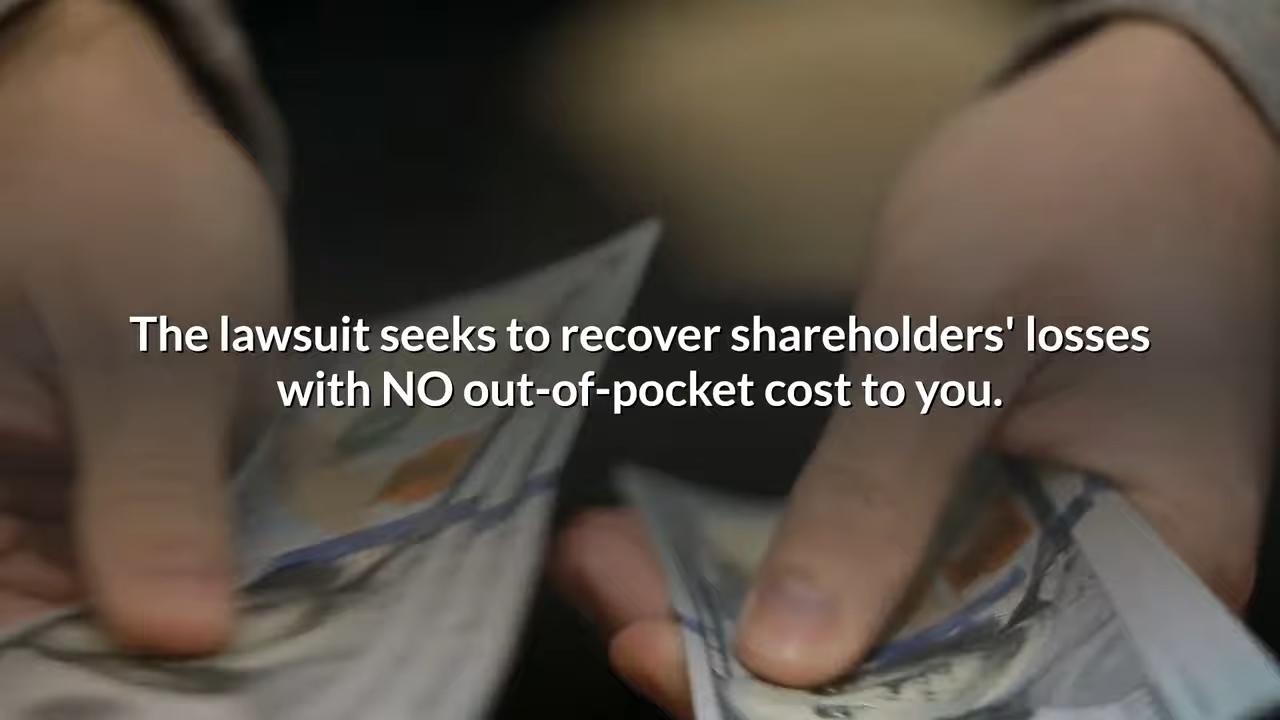 The lawsuit seeks to recover shareholders' losses
with NO out-of-pocket cost to you.